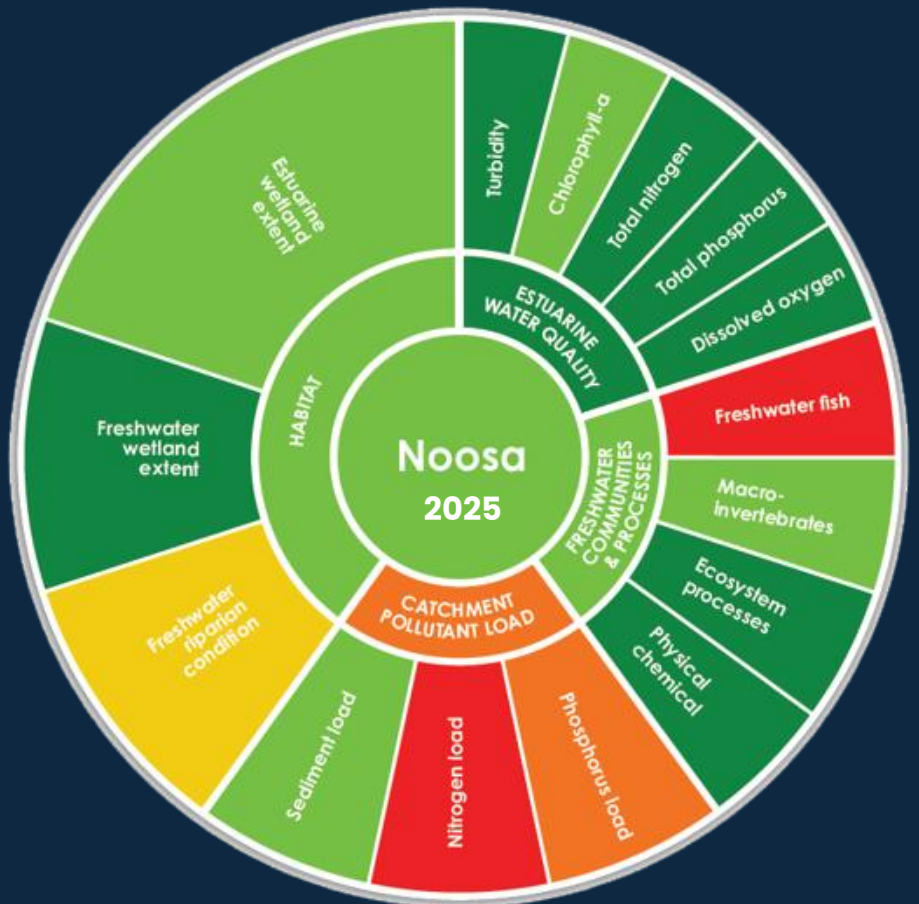 Noosa
2025
ESTUARINE
WATER QUALITY
Turbidity
Chlorophyll-a
Total nitrogen
Total phosphorus
Dissolved oxygen
FRESHWATER
COMMUNITIES
& PROCESSES
Freshwater fish
Macro-
Invertebrates
Ecosystem
processes
Physical
chemical
CATCHMENT
POLLUTANT LOAD
Phosphorus load
Nitrogen load
Sediment load
HABITAT
Freshwater
riparian
condition
Freshwater
wetland
extent
Estuarine
wetland
extent